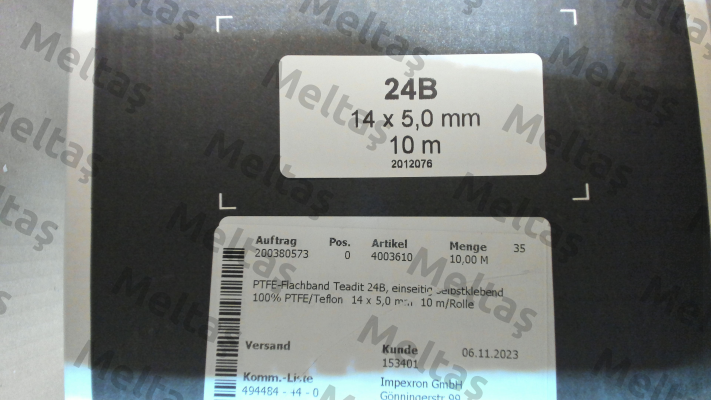 24B
14 x 5,0 mm
10 m
2012076
Auftrag Pos. Artikel Menge 35
200380573 0 4003610 10,00 M
PTFE-Flachband Teadit 24B, einseitig selbstklebend
100% PTFE/Teflon 14 x 5,0 mm 10 m/Rolle
Versand Kunde 06.11.2023
153401
Komm.-Liste Impexron GmbH
494484 - +4 - 0 Gönningerstr 99
Meltaş